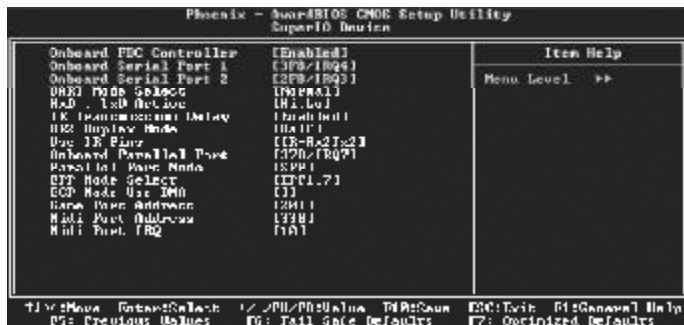 Phoenix - AwardBIOS CMOS Setup Utility
SuperIO Device
Onboard FDC Controller [Enabled]
Onboard Serial Port 1 [3F8/IRQ4]
Onboard Serial Port 2 [2F8/IRQ3]
UART Mode Select [Normal]
RxD , TxD Active [Hi,Lo]
IR Transmission Delay [Enabled]
UR2 Duplex Mode [Half]
Use IR Pins [IR-Rx2Tx2]
Onboard Parallel Port [378/IRQ7]
Parallel Port Mode [SPP]
EPP Mode Select [EPP1.7]
ECP Mode Use DMA
Game Port Address [201]
Midi Port Address [330]
Midi Port IRQ [10]
Item Help
Menu Level ►►
↑↓→←:Move Enter:Select +/-/PU/PD:Value F10:Save ESC:Exit F1:General Help
F5: Previous Values F6: Fail-Safe Defaults F7: Optimized Defaults